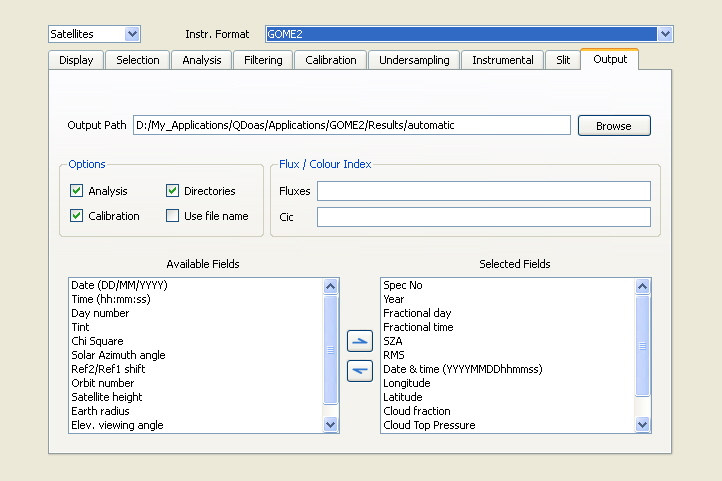 Satellites Instr. Format GOME2
Display Selection Analysis Filtering Calibration Undersampling Instrumental Slit Output
Output Path D:/My_Applications/QDoas/Applications/GOME2/Results/automatic Browse
Options
Analysis Directories
Calibration Use file name
Flux / Colour Index
Fluxes
Cic
Available Fields
Date (DD/MM/YYYY)
Time (hh:mm:ss)
Day number
Tint
Chi Square
Solar Azimuth angle
Ref2/Ref1 shift
Orbit number
Satellite height
Earth radius
Elev. viewing angle
Selected Fields
Spec No
Year
Fractional day
Fractional time
SZA
RMS
Date & time (YYYYMMDDhhmmss)
Longitude
Latitude
Cloud fraction
Cloud Top Pressure